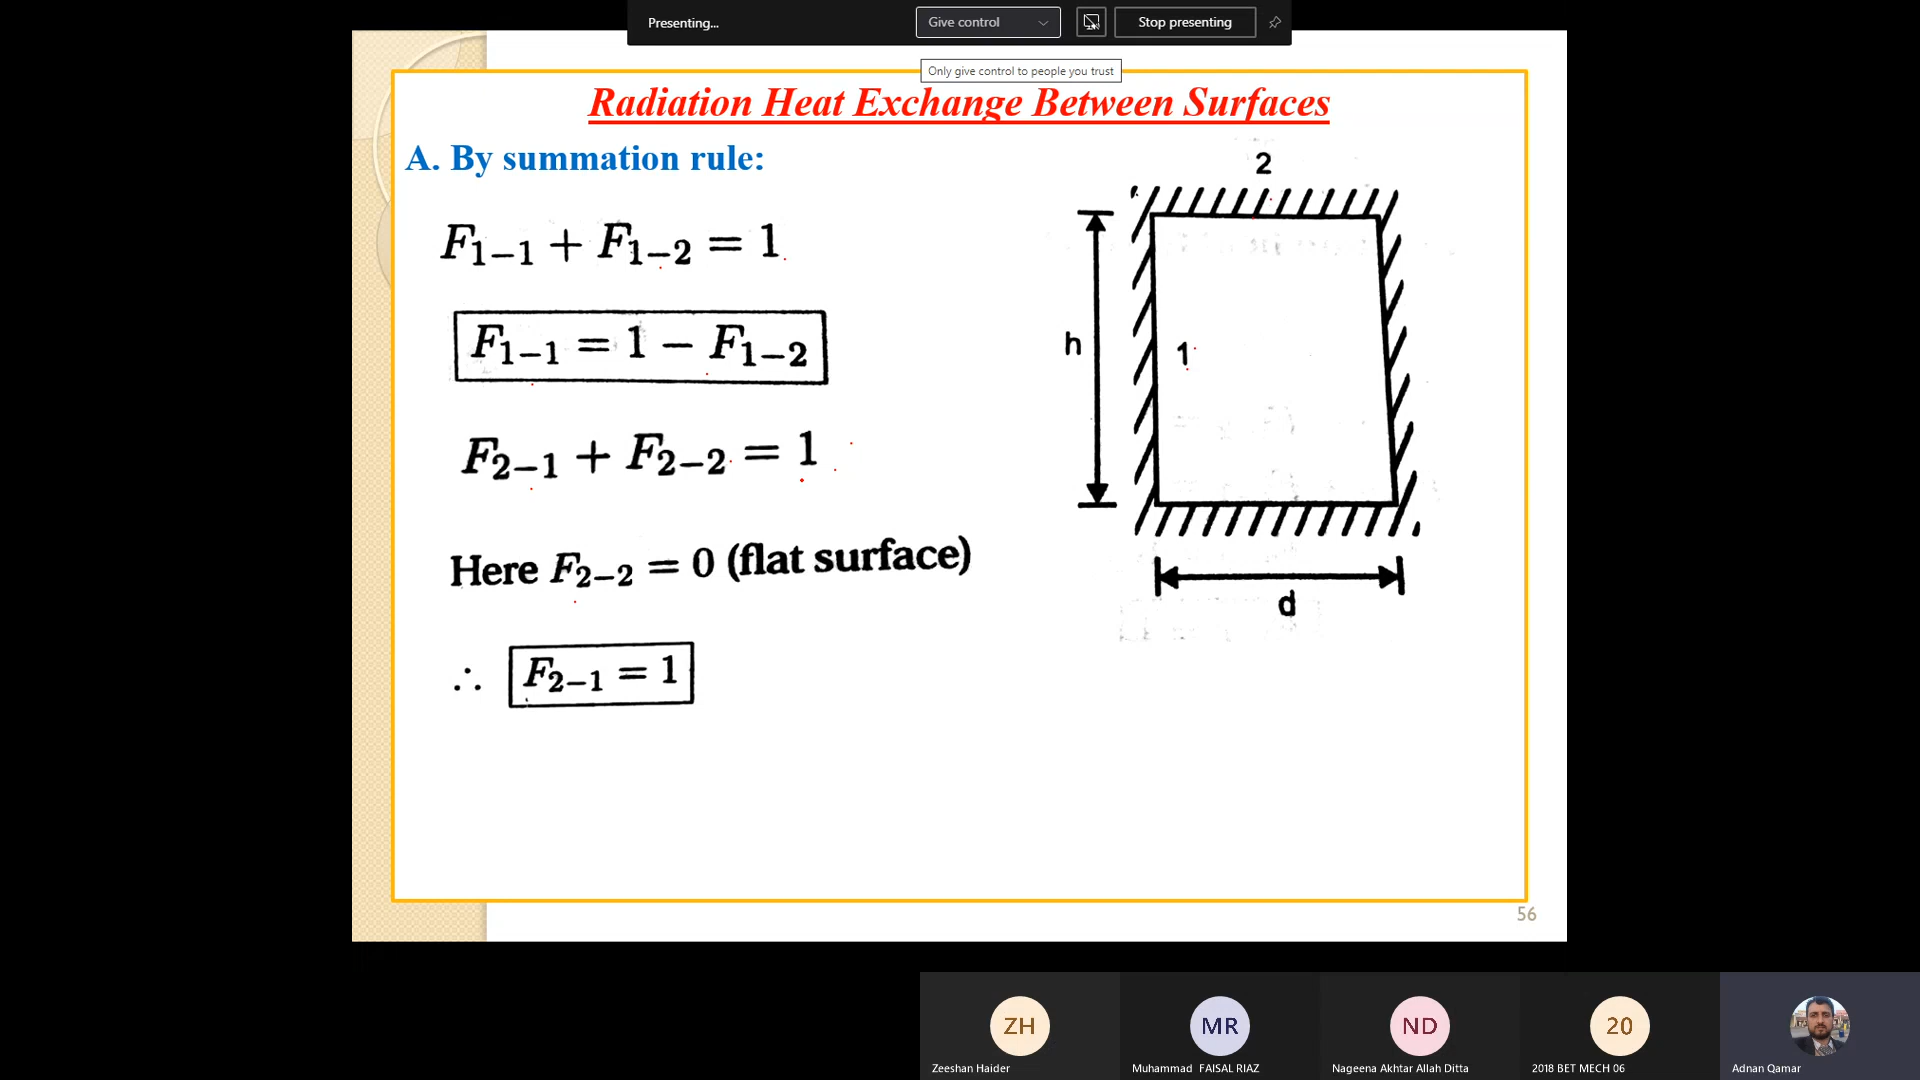 Presenting...
Give control
Stop presenting
Only give control to people you trust
Radiation Heat Exchange Between Surfaces
A. By summation rule:
F1−1 + F1−2 = 1
F1−1 = 1 − F1−2
F2−1 + F2−2 = 1
Here F2−2 = 0 (flat surface)
∴ F2−1 = 1
2
h
1
d
56
ZH
MR
ND
20
Zeeshan Haider
Muhammad FAISAL RIAZ
Nageena Akhtar Allah Ditta
2018 BET MECH 06
Adnan Qamar